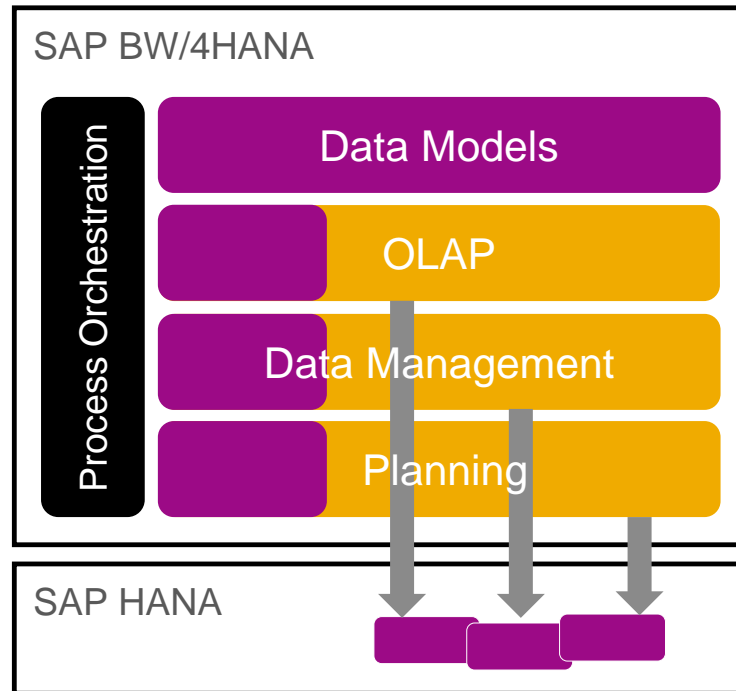 SAP BW/4HANA
Process Orchestration
Data Models
OLAP
Data Management
Planning
SAP HANA